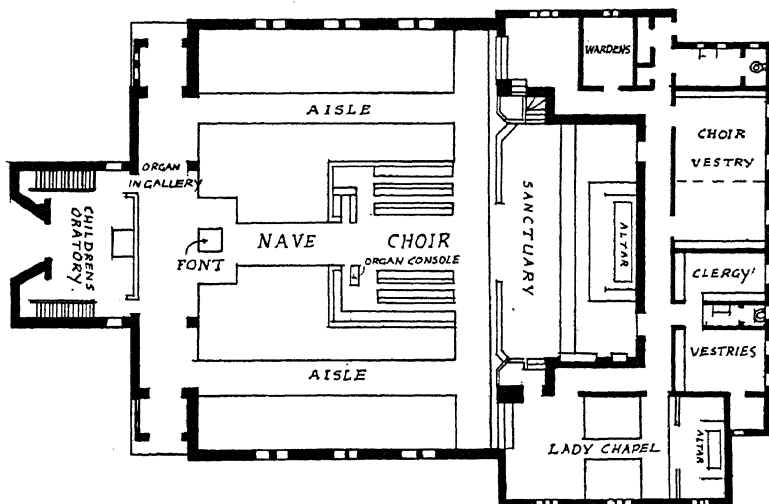 WARDENS
AISLE
CHOIR
VESTRY
ORGAN
IN GALLERY
CHILDRENS
ORATORY.
FONT
NAVE
CHOIR
ORGAN CONSOLE
SANCTUARY
ALTAR
CLERGY'
VESTRIES
AISLE
LADY CHAPEL
ALTAR